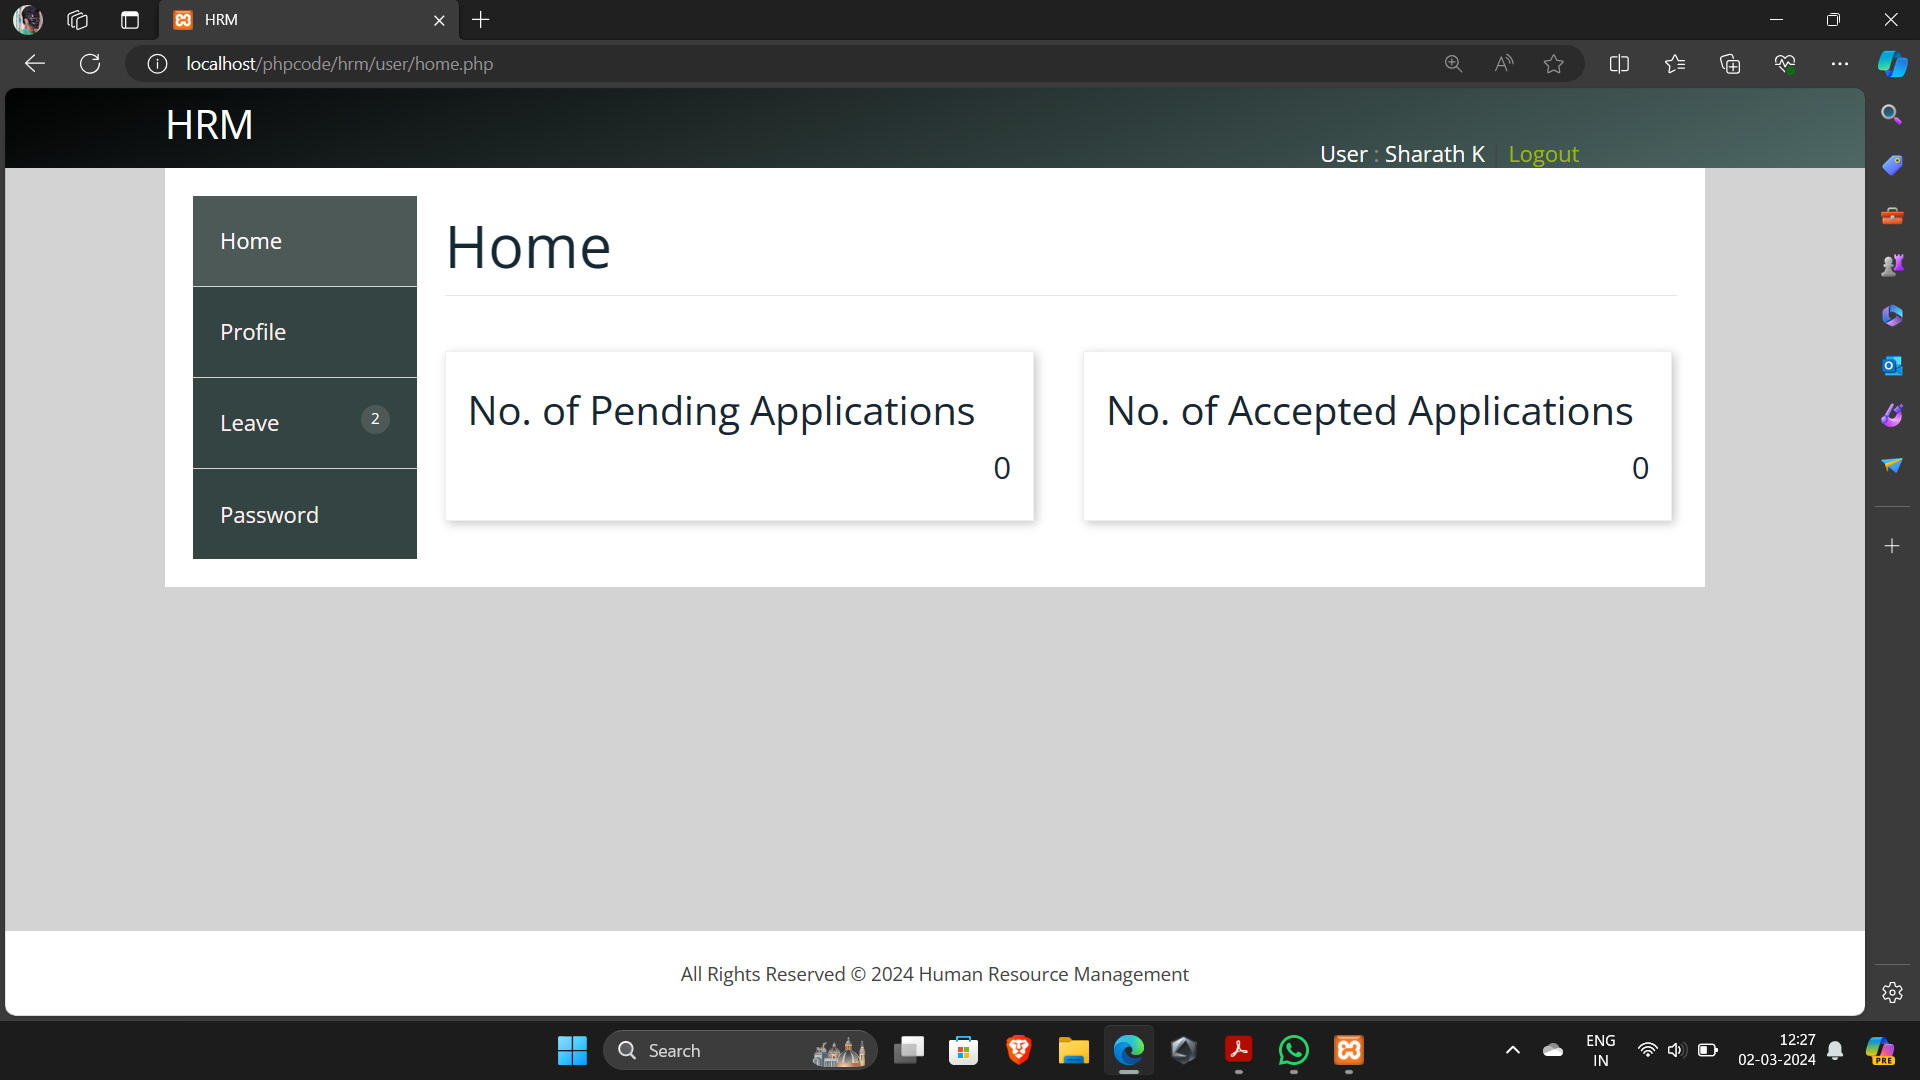 HRM
localhost/phpcode/hrm/user/home.php
HRM
User : Sharath K Logout
Home
Profile
Leave 2
Password
Home
No. of Pending Applications
0
No. of Accepted Applications
0
All Rights Reserved © 2024 Human Resource Management
Search
ENG
IN
12:27
02-03-2024
PRE